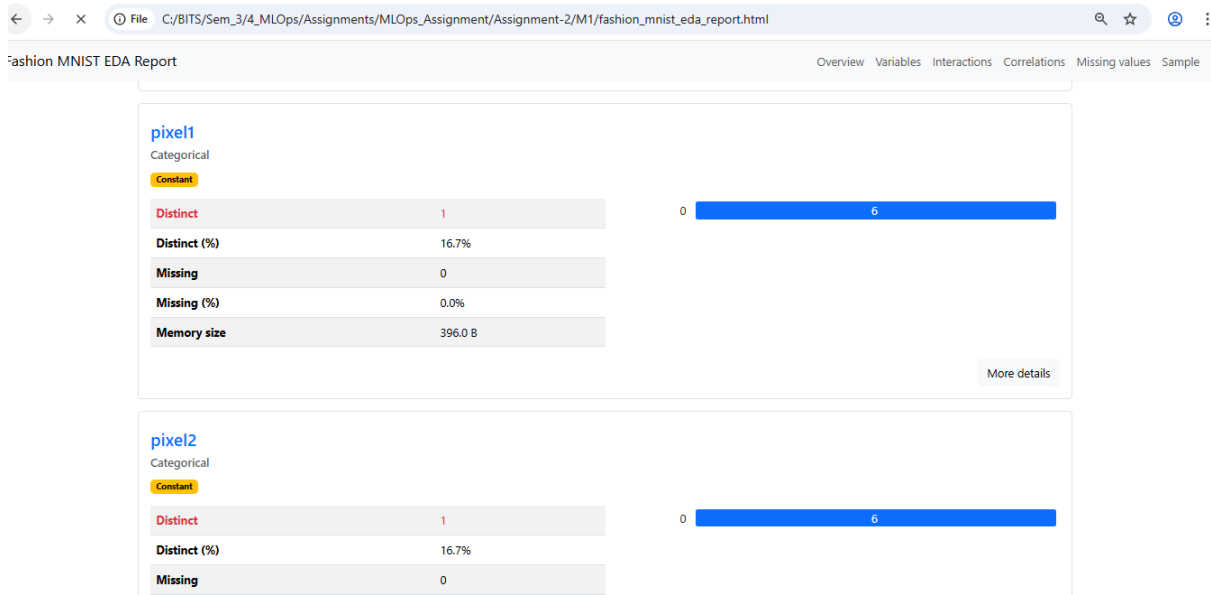 File C:/BITS/Sem_3/4_MLOps/Assignments/MLOps_Assignment/Assignment-2/M1/fashion_mnist_eda_report.html
Fashion MNIST EDA Report Overview Variables Interactions Correlations Missing values Sample
pixel1
Categorical
Constant
Distinct 1
Distinct (%) 16.7%
Missing 0
Missing (%) 0.0%
Memory size 396.0 B
0 6
More details
pixel2
Categorical
Constant
Distinct 1
Distinct (%) 16.7%
Missing 0
0 6